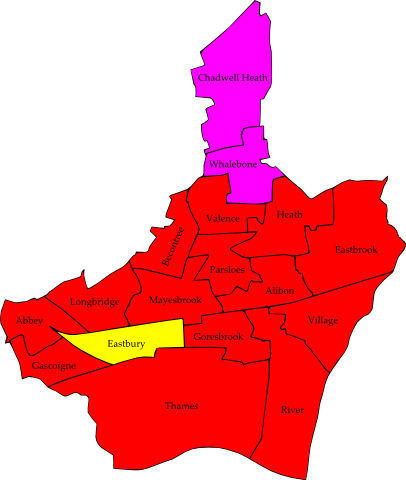 Chadwell Heath
Whalebone
Valence
Heath
Becontree
Eastbrook
Parsloes
Alibon
Longbridge
Mayesbrook
Abbey
Village
Goresbrook
Eastbury
Gascoigne
Thames
River